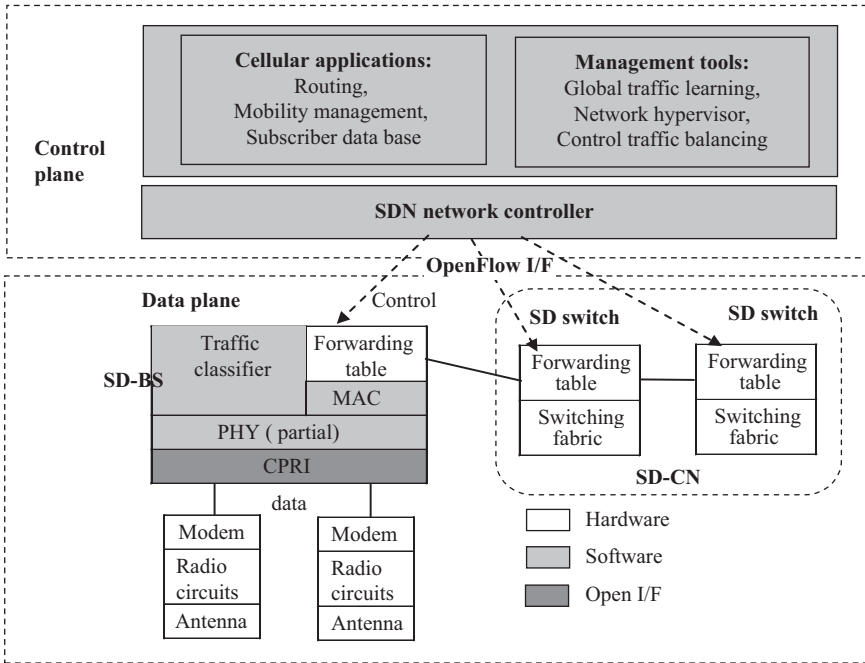 Cellular applications:
Routing,
Mobility management,
Subscriber data base
Management tools:
Global traffic learning,
Network hypervisor,
Control traffic balancing
Control
plane
SDN network controller
OpenFlow I/F
Data plane
Control
SD switch
SD switch
SD-BS
Traffic
classifier
Forwarding
table
MAC
PHY ( partial)
CPRI
Forwarding
table
Switching
fabric
Forwarding
table
Switching
fabric
SD-CN
data
Modem
Radio
circuits
Antenna
Modem
Radio
circuits
Antenna
Hardware
Software
Open I/F